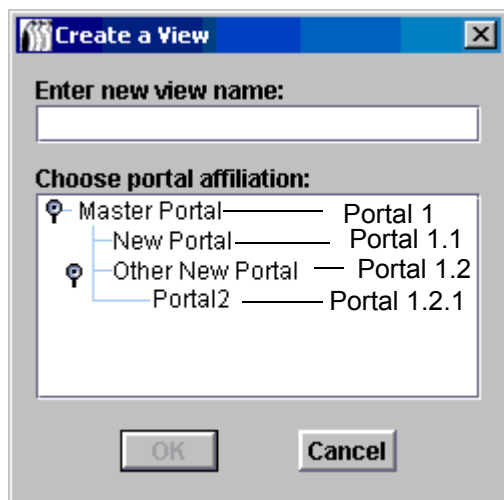 Create a View
Enter new view name:
Choose portal affiliation:
Master Portal Portal 1
New Portal Portal 1.1
Other New Portal Portal 1.2
Portal2 Portal 1.2.1
OK Cancel